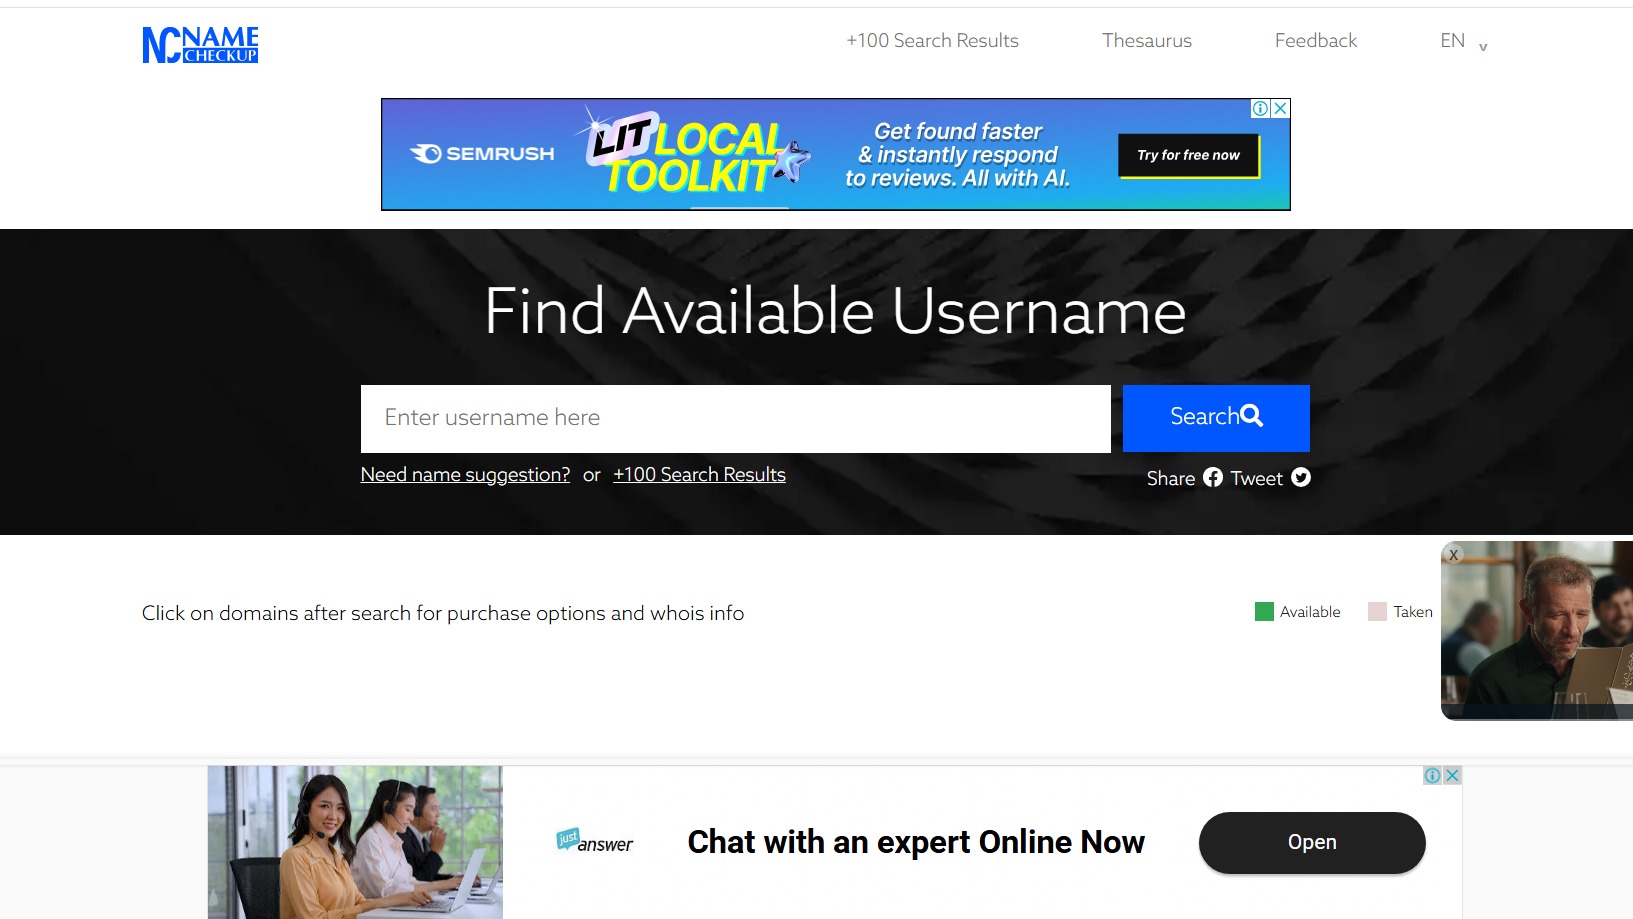 NC NAME CHECKUP
+100 Search Results
Thesaurus
Feedback
EN v
SEMRUSH
LIT LOCAL
TOOLKIT
Get found faster
& instantly respond
to reviews. All with AI.
Try for free now
Find Available Username
Enter username here
Search
Need name suggestion? or +100 Search Results
Share Tweet
X
Click on domains after search for purchase options and whois info
Available
Taken
just answer
Chat with an expert Online Now
Open